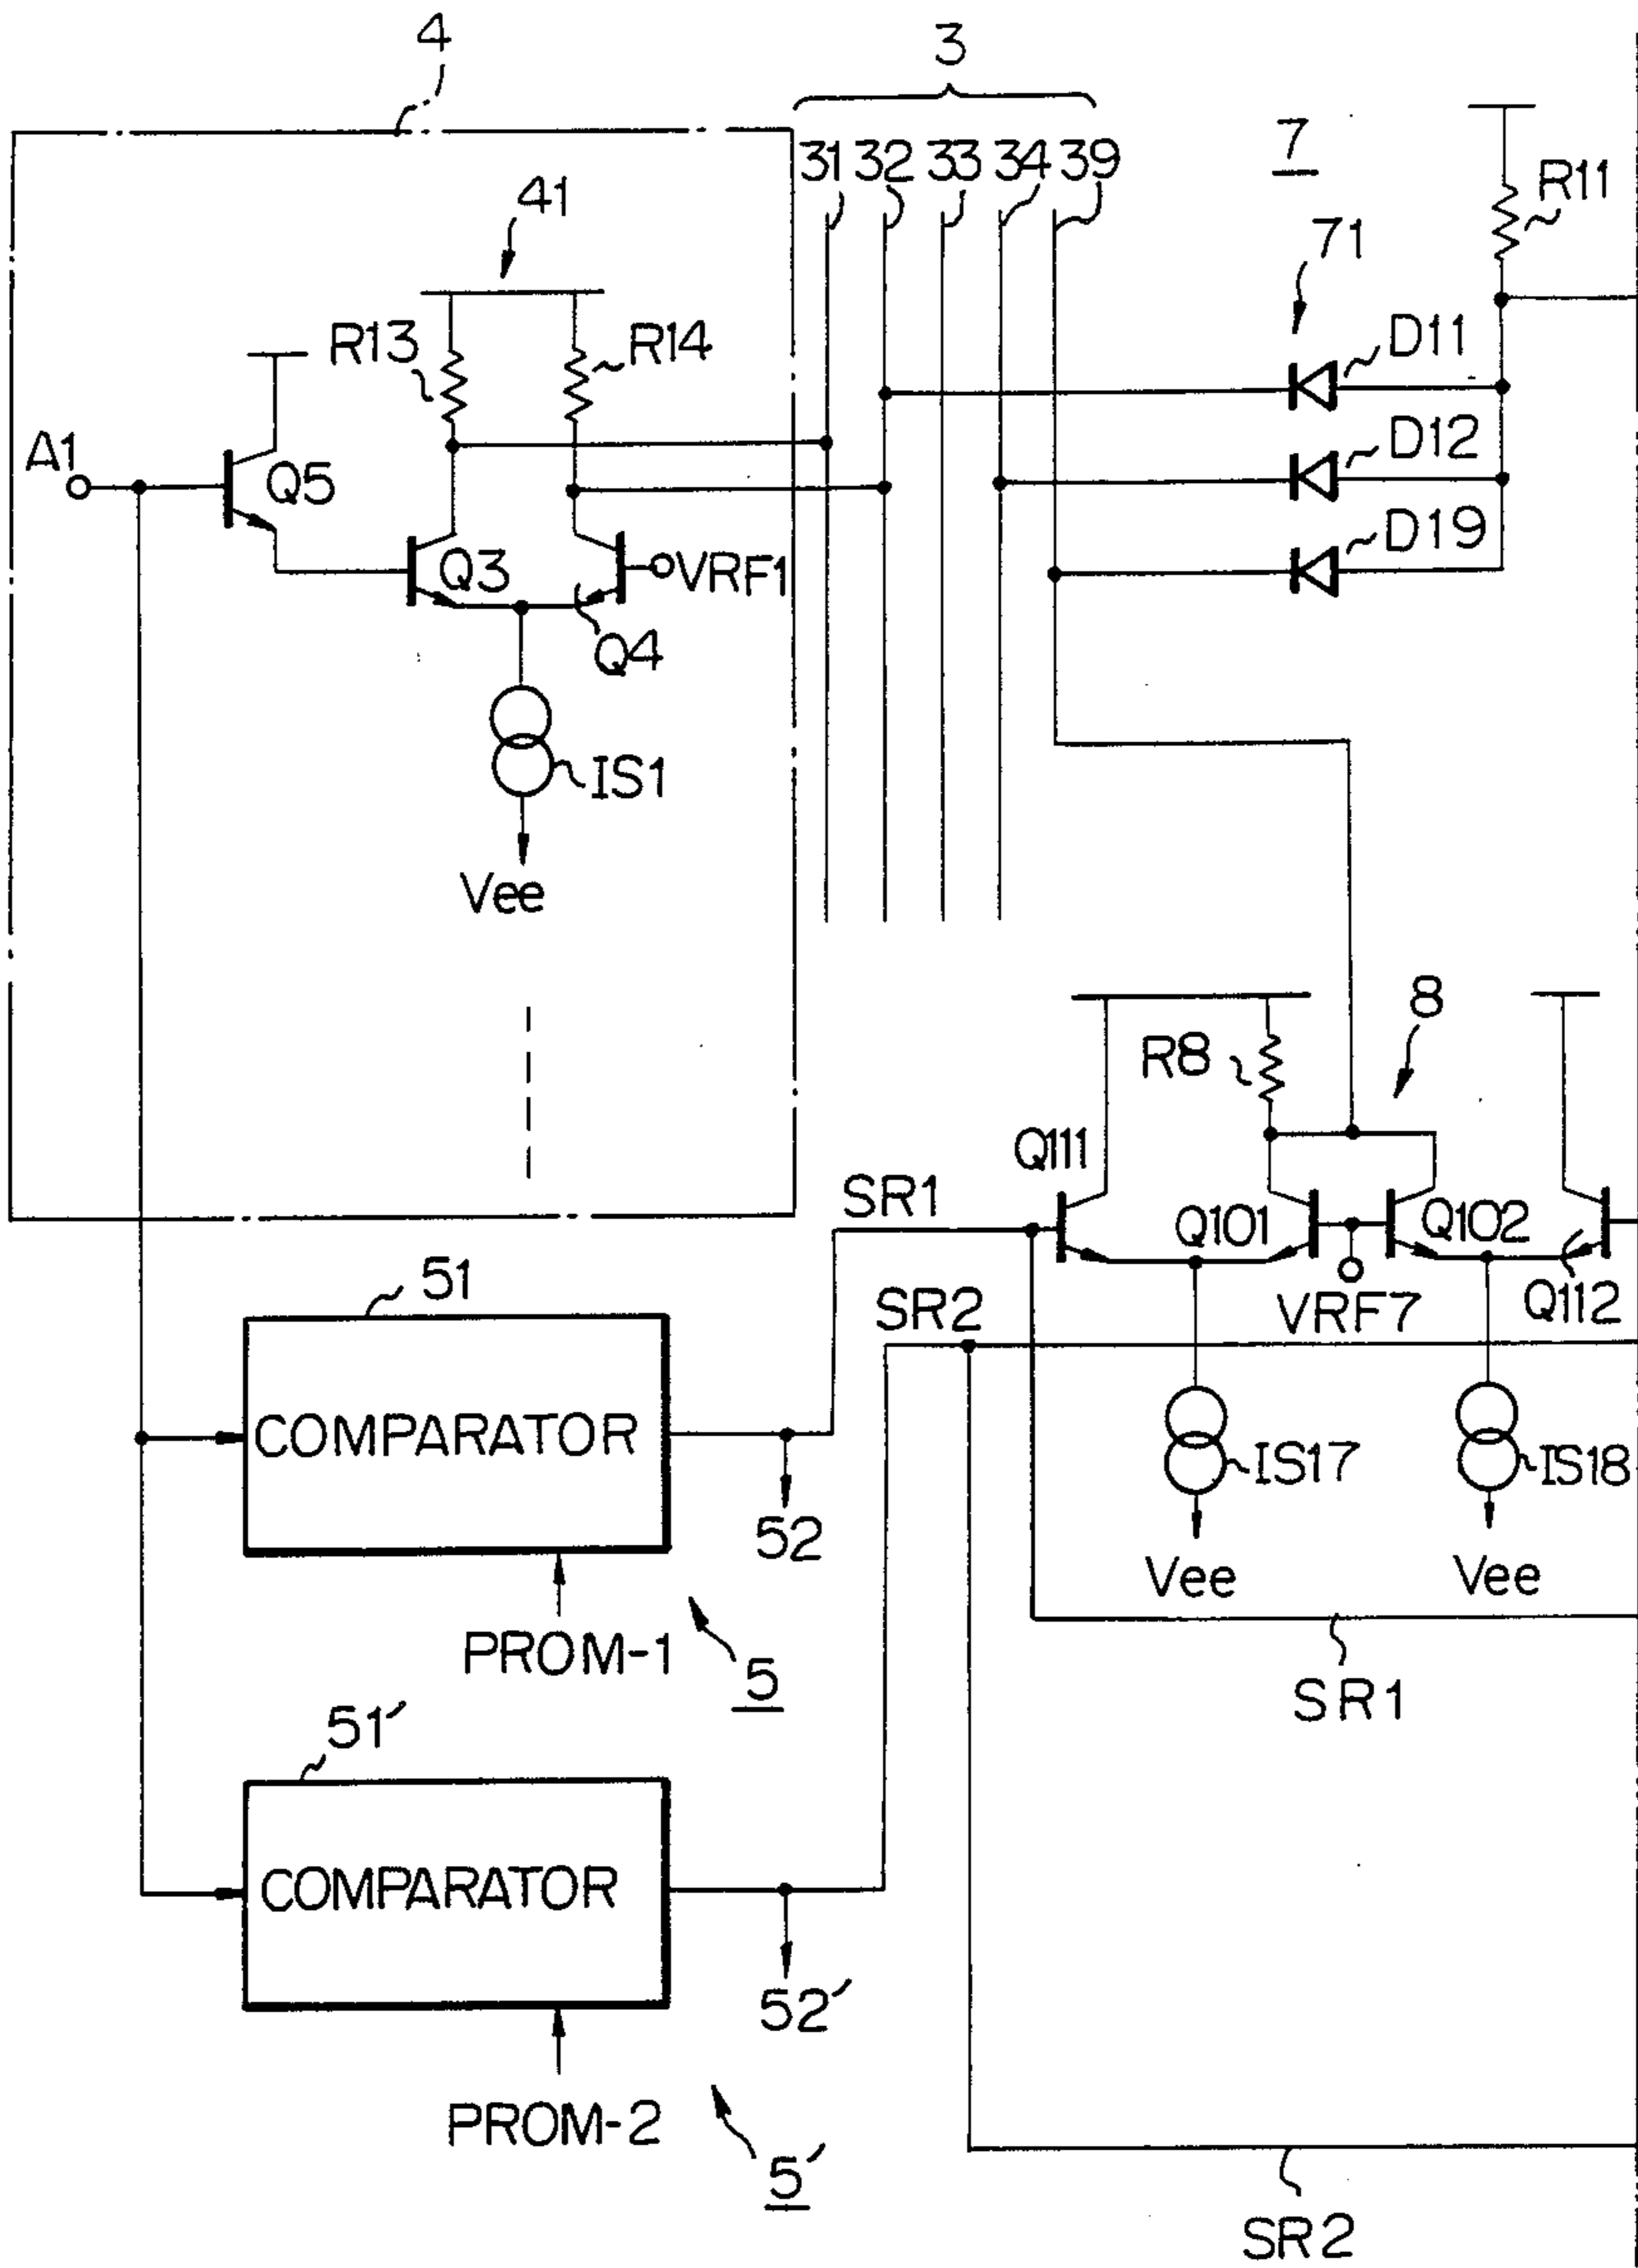 4
3
31 32 33 34 39
7
R11
41
71
R13
R14
D11
A1
Q5
D12
Q3
VRF1
D19
Q4
IS1
Vee
8
R8
Q111
SR1
Q101
Q102
51
SR2
VRF7
Q112
COMPARATOR
IS17
IS18
52
Vee
Vee
PROM-1
5
SR1
51'
COMPARATOR
52'
PROM-2
5'
SR2